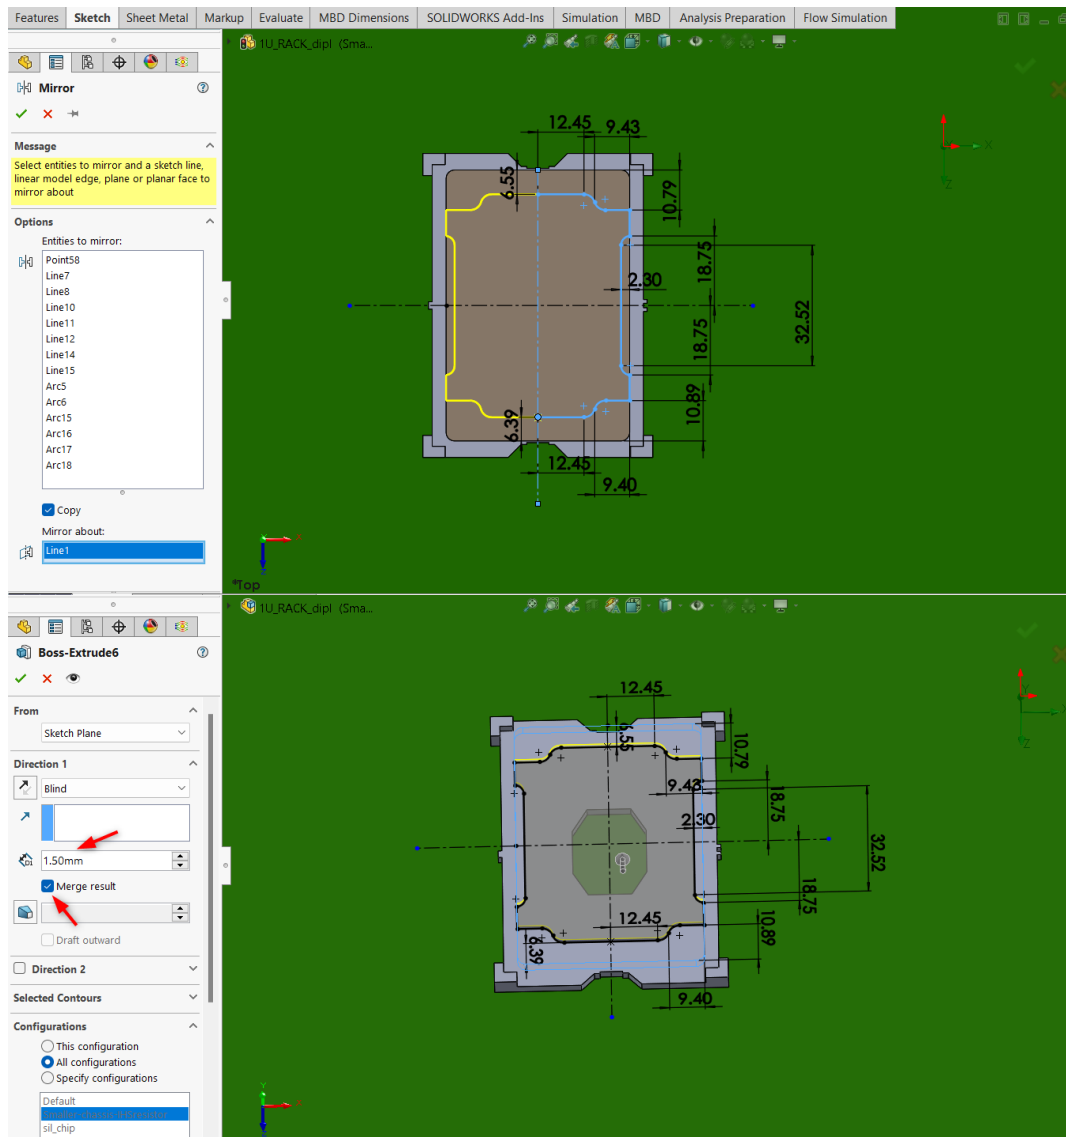 Features Sketch Sheet Metal Markup Evaluate MBD Dimensions SOLIDWORKS Add-Ins Simulation MBD Analysis Preparation Flow Simulation
1U_RACK_dipl (Sma...
Mirror
Message
Select entities to mirror and a sketch line,
linear model edge, plane or planar face to
mirror about
Options
Entities to mirror:
Point58
Line7
Line8
Line10
Line11
Line12
Line14
Line15
Arc5
Arc6
Arc15
Arc16
Arc17
Arc18
Copy
Mirror about:
Line1
12.45
9.43
6.55
10.79
18.75
2.30
32.52
18.75
10.89
6.39
12.45
9.40
X
Z
*Top
1U_RACK_dipl (Sma...
Boss-Extrude6
From
Sketch Plane
Direction 1
Blind
1.50mm
Merge result
Draft outward
Direction 2
Selected Contours
Configurations
This configuration
All configurations
Specify configurations
Default
sil_chip
12.45
6.55
10.79
9.43
18.75
2.30
32.52
18.75
12.45
10.89
6.39
9.40
Y
Z
Y